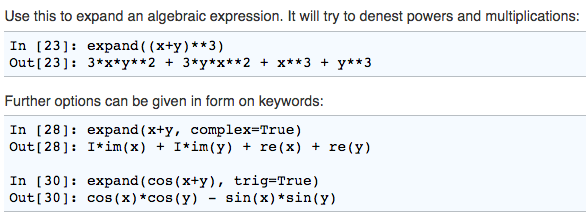 Use this to expand an algebraic expression. It will try to denest powers and multiplications:
In [23]: expand((x+y)**3)
Out[23]: 3*x*y**2 + 3*y*x**2 + x**3 + y**3
Further options can be given in form on keywords:
In [28]: expand(x+y, complex=True)
Out[28]: I*im(x) + I*im(y) + re(x) + re(y)
In [30]: expand(cos(x+y), trig=True)
Out[30]: cos(x)*cos(y) - sin(x)*sin(y)